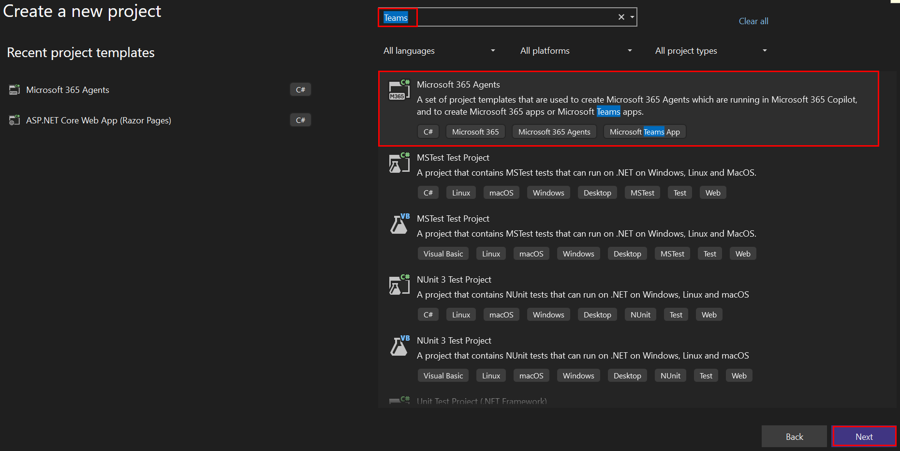 Create a new project
Teams
Clear all
Recent project templates
All languages
All platforms
All project types
Microsoft 365 Agents
C#
ASP.NET Core Web App (Razor Pages)
C#
C#
M365
Microsoft 365 Agents
A set of project templates that are used to create Microsoft 365 Agents which are running in Microsoft 365 Copilot,
and to create Microsoft 365 apps or Microsoft Teams apps.
C#
Microsoft 365
Microsoft 365 Agents
Microsoft Teams App
MSTest Test Project
A project that contains MSTest tests that can run on .NET on Windows, Linux and MacOS.
C#
Linux
macOS
Windows
Desktop
MSTest
Test
Web
VB
MSTest Test Project
A project that contains MSTest tests that can run on .NET on Windows, Linux and MacOS.
Visual Basic
Linux
macOS
Windows
Desktop
MSTest
Test
Web
NUnit 3 Test Project
A project that contains NUnit tests that can run on .NET on Windows, Linux and macOS
C#
Linux
macOS
Windows
Desktop
NUnit
Test
Web
VB
NUnit 3 Test Project
A project that contains NUnit tests that can run on .NET on Windows, Linux and macOS
Visual Basic
Linux
macOS
Windows
Desktop
NUnit
Test
Web
Unit Test Project (.NET Framework)
Back
Next